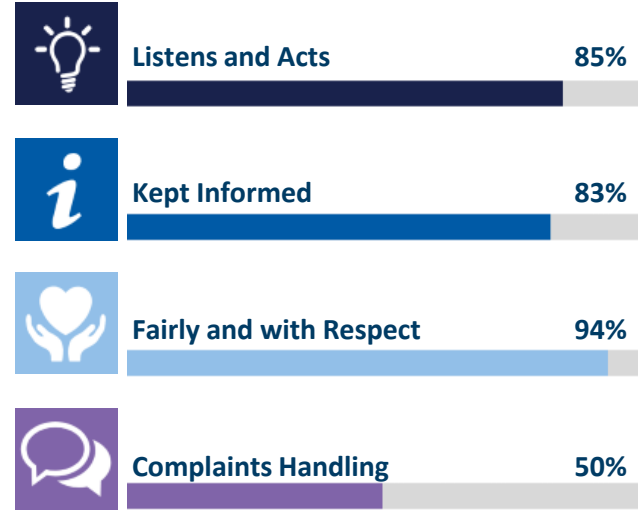 Listens and Acts 85%
Kept Informed 83%
Fairly and with Respect 94%
Complaints Handling 50%